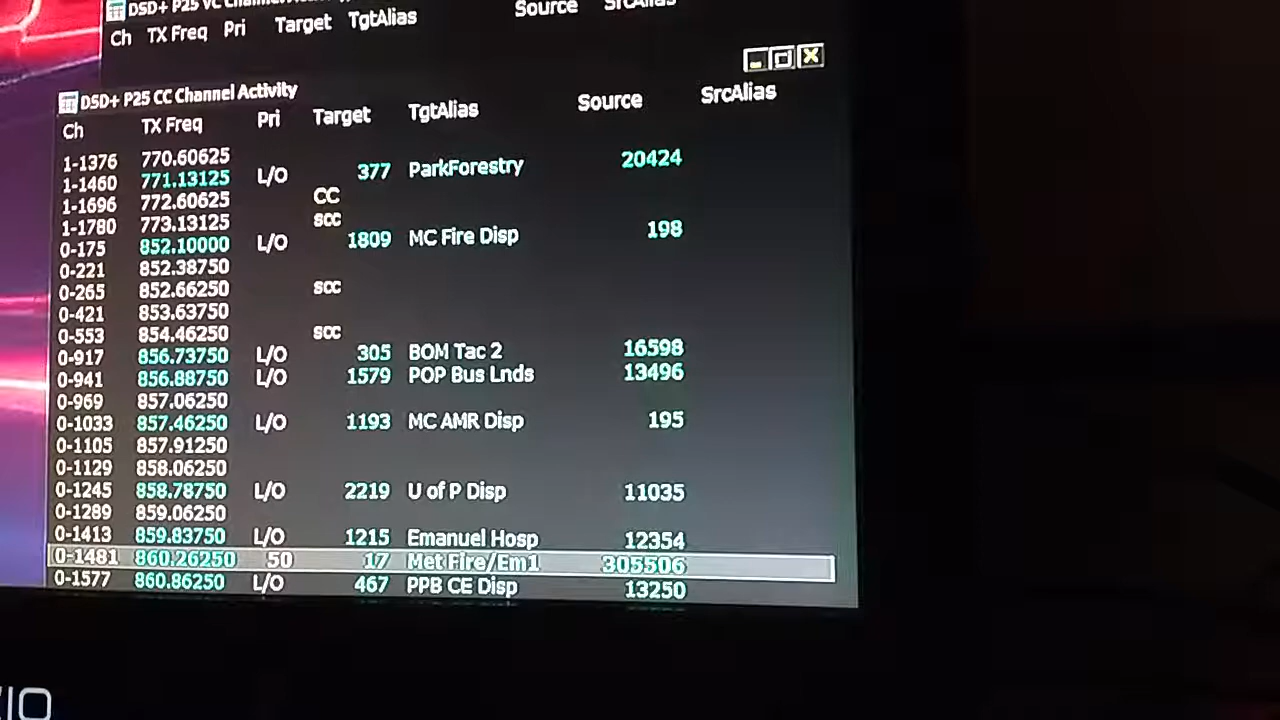 DSD+ P25 VC
Source
Ch TX Freq Pri Target TgtAlias
DSD+ P25 CC Channel Activity
Ch TX Freq Pri Target TgtAlias Source SrcAlias
1-1376 770.60625
1-1460 771.13125 L/O 377 ParkForestry 20424
1-1696 772.60625 CC
1-1780 773.13125 scc
0-175 852.10000 L/O 1809 MC Fire Disp 198
0-221 852.38750
0-265 852.66250 scc
0-421 853.63750
0-553 854.46250 scc
0-917 856.73750 L/O 305 BOM Tac 2 16598
0-941 856.88750 L/O 1579 POP Bus Lnds 13496
0-969 857.06250
0-1033 857.46250 L/O 1193 MC AMR Disp 195
0-1105 857.91250
0-1129 858.06250
0-1245 858.78750 L/O 2219 U of P Disp 11035
0-1289 859.06250
0-1413 859.83750 L/O 1215 Emanuel Hosp 12354
0-1481 860.26250 50 17 Met Fire/Em1 305506
0-1577 860.86250 L/O 467 PPB CE Disp 13250